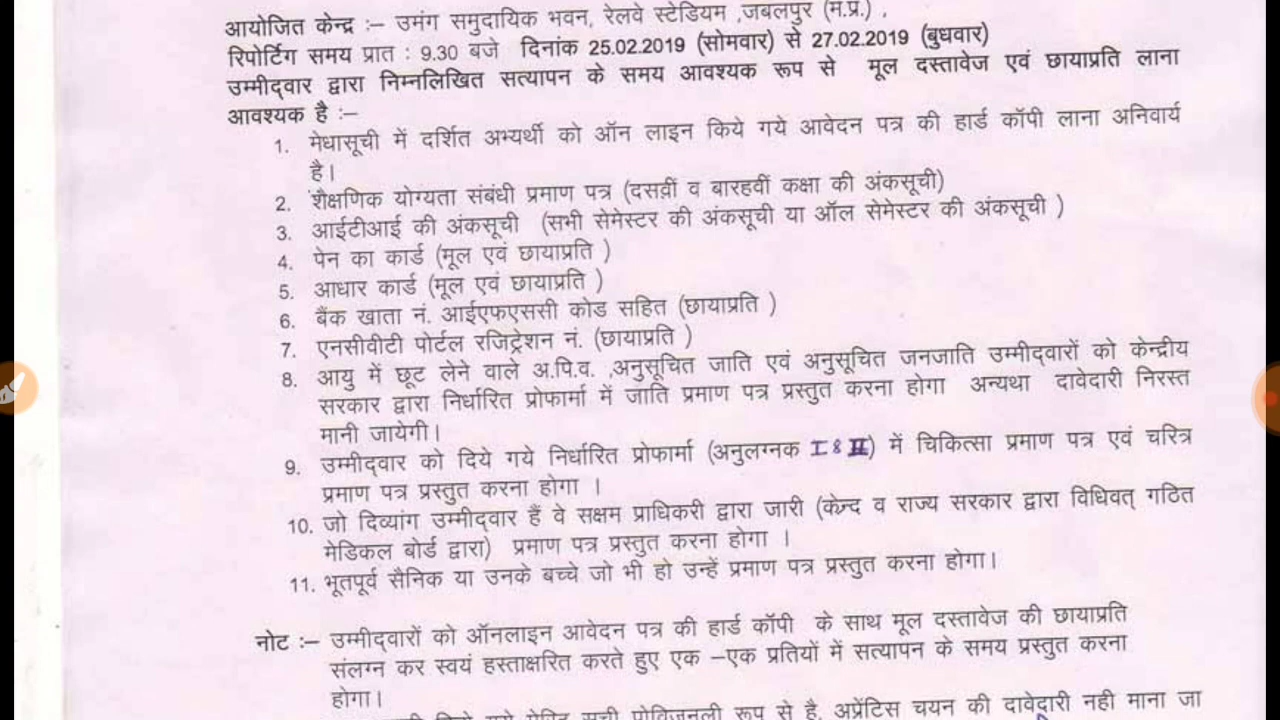 आयोजित केन्द्र :– उमंग समुदायिक भवन, रेलवे स्टेडियम ,जबलपुर (म.प्र.) ,
रिपोर्टिग समय प्रात : 9.30 बजे दिनांक 25.02.2019 (सोमवार) से 27.02.2019 (बुधवार)
उम्मीद्वार द्वारा निम्नलिखित सत्यापन के समय आवश्यक रूप से मूल दस्तावेज एवं छायाप्रति लाना
आवश्यक है :–
1. मेधासूची में दर्शित अभ्यर्थी को ऑन लाइन किये गये आवेदन पत्र की हार्ड कॉपी लाना अनिवार्य
है।
2. शैक्षणिक योग्यता संबंधी प्रमाण पत्र (दसवीं व बारहवीं कक्षा की अंकसूची)
3. आईटीआई की अंकसूची (सभी सेमेस्टर की अंकसूची या ऑल सेमेस्टर की अंकसूची )
4. पेन का कार्ड (मूल एवं छायाप्रति )
5. आधार कार्ड (मूल एवं छायाप्रति )
6. बैंक खाता नं. आईएफएससी कोड सहित (छायाप्रति )
7. एनसीवीटी पोर्टल रजिट्रेशन नं. (छायाप्रति )
8. आयु में छूट लेने वाले अ.पि.व. ,अनुसूचित जाति एवं अनुसूचित जनजाति उम्मीद्वारों को केन्द्रीय
सरकार द्वारा निर्धारित प्रोफार्मा में जाति प्रमाण पत्र प्रस्तुत करना होगा अन्यथा दावेदारी निरस्त
मानी जायेगी।
9. उम्मीद्वार को दिये गये निर्धारित प्रोफार्मा (अनुलग्नक I & II) में चिकित्सा प्रमाण पत्र एवं चरित्र
प्रमाण पत्र प्रस्तुत करना होगा ।
10. जो दिव्यांग उम्मीद्वार हैं वे सक्षम प्राधिकरी द्वारा जारी (केन्द व राज्य सरकार द्वारा विधिवत् गठित
मेडिकल बोर्ड द्वारा) प्रमाण पत्र प्रस्तुत करना होगा ।
11. भूतपूर्व सैनिक या उनके बच्चे जो भी हो उन्हें प्रमाण पत्र प्रस्तुत करना होगा।
नोट :– उम्मीद्वारों को ऑनलाइन आवेदन पत्र की हार्ड कॉपी के साथ मूल दस्तावेज की छायाप्रति
संलग्न कर स्वयं हस्ताक्षरित करते हुए एक –एक प्रतियों में सत्यापन के समय प्रस्तुत करना
होगा।
रूप से है, अप्रेंटिस चयन की दावेदारी नही माना जा